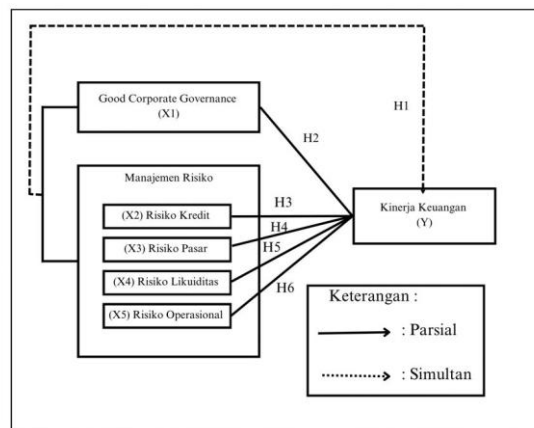 Good Corporate Governance
(X1)
H1
H2
Manajemen Risiko
(X2) Risiko Kredit
H3
Kinerja Keuangan
(Y)
H4
(X3) Risiko Pasar
H5
(X4) Risiko Likuiditas
H6
(X5) Risiko Operasional
Keterangan :
: Parsial
: Simultan